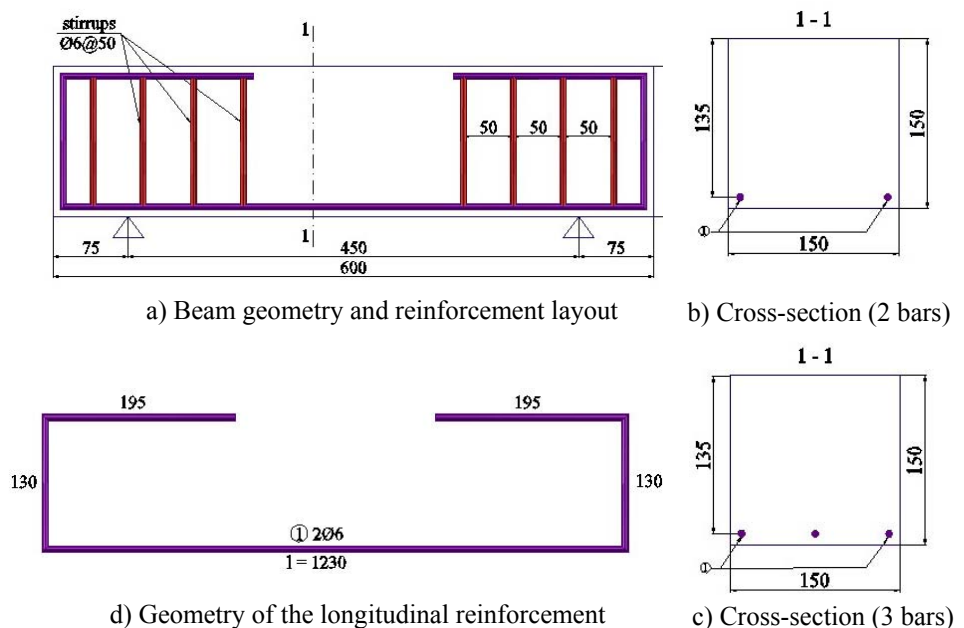 stirrups
Ø6@50
1
50
50
50
1
75
450
75
600
a) Beam geometry and reinforcement layout
1 - 1
135
150
①
150
b) Cross-section (2 bars)
195
195
130
130
① 2Ø6
l = 1230
d) Geometry of the longitudinal reinforcement
1 - 1
135
150
①
150
c) Cross-section (3 bars)